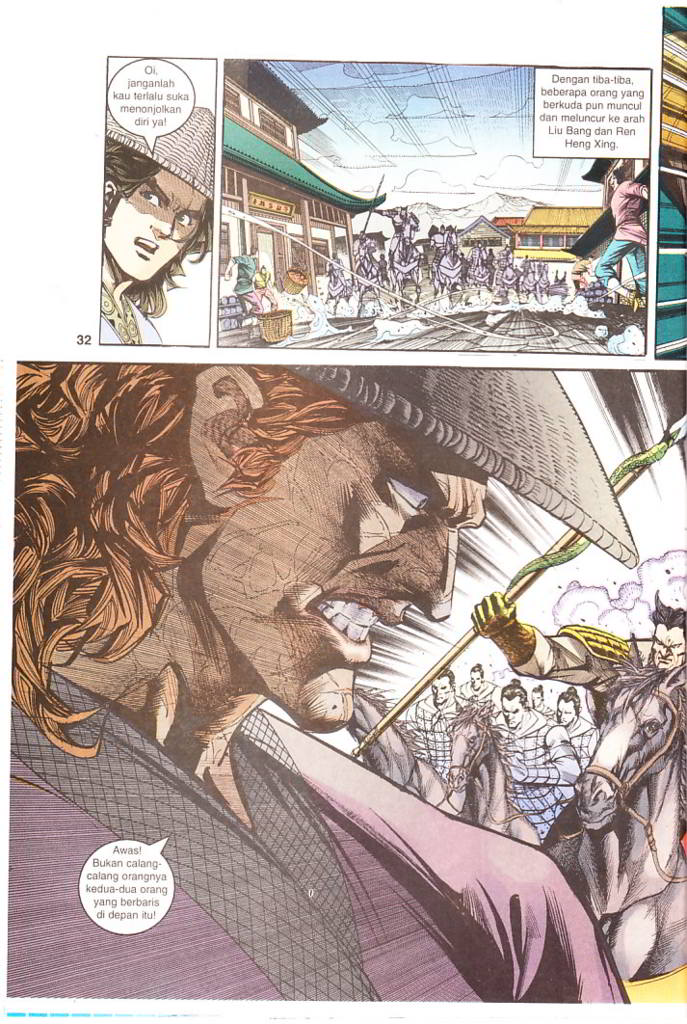 Oi,
janganlah
kau terlalu suka
menonjolkan
diri ya!
Dengan tiba-tiba,
beberapa orang yang
berkuda pun muncul
dan meluncur ke arah
Liu Bang dan Ren
Heng Xing.
32
Awas!
Bukan calang-
calang orangnya
kedua-dua orang
yang berbaris
di depan itu!